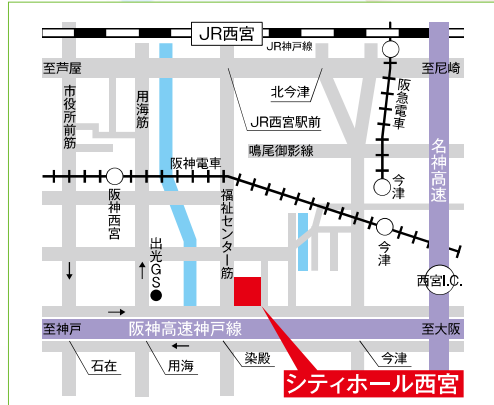 JR西宮
JR神戸線
至芦屋
至尼崎
北今津
JR西宮駅前
市役所前筋
用海筋
阪急電車
鳴尾御影線
名神高速
阪神電車
今津
阪神西宮
福祉センター筋
今津
出光GS
西宮I.C.
至神戸
阪神高速神戸線
至大阪
石在
用海
染殿
今津
シティホール西宮